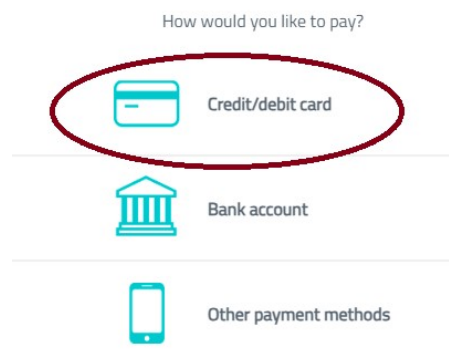 How would you like to pay?
Credit/debit card
Bank account
Other payment methods